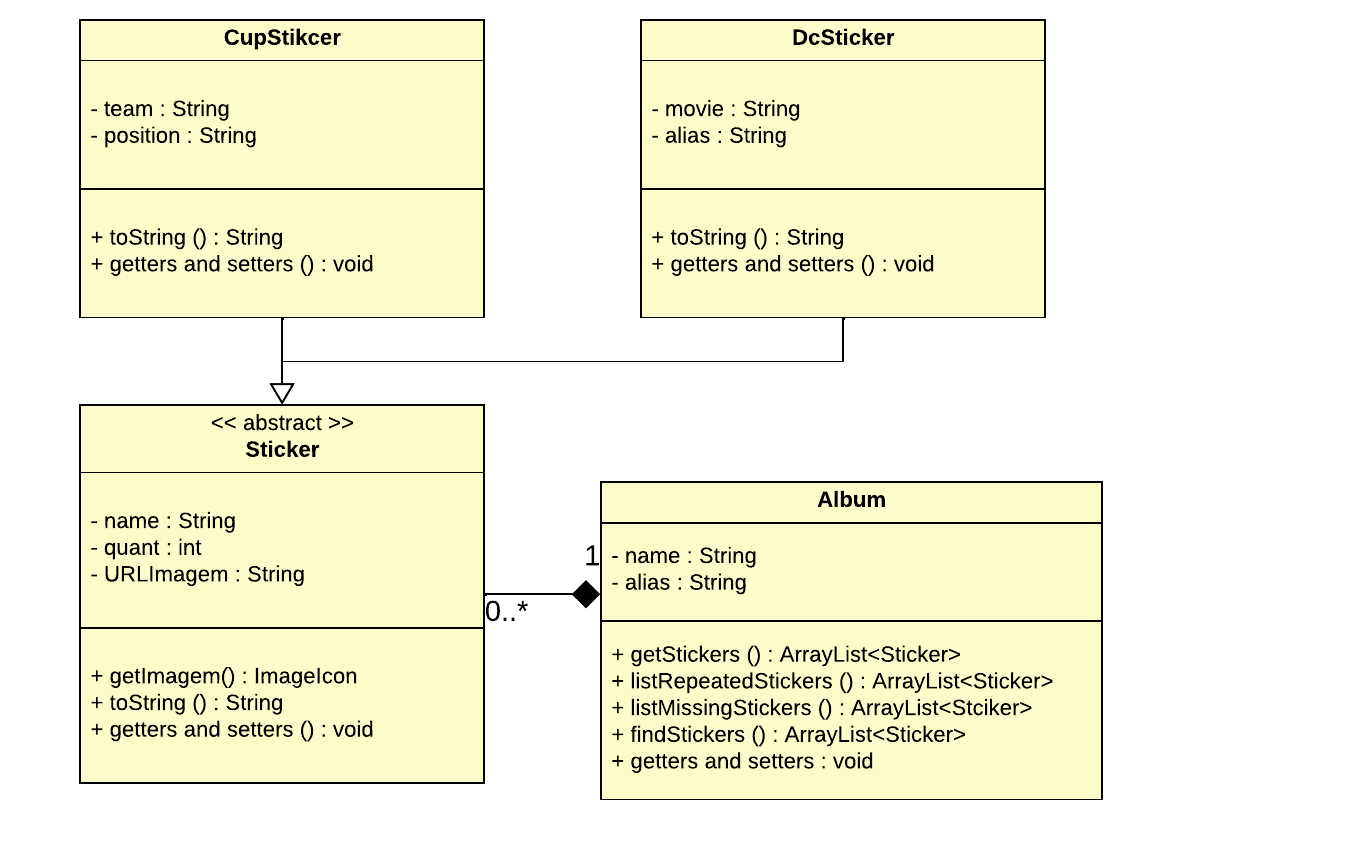 CupStikcer
- team : String
- position : String
+ toString () : String
+ getters and setters () : void
DcSticker
- movie : String
- alias : String
+ toString () : String
+ getters and setters () : void
<< abstract >>
Sticker
- name : String
- quant : int
- URLImagem : String
+ getImagem() : ImageIcon
+ toString () : String
+ getters and setters () : void
0..*
1
Album
- name : String
- alias : String
+ getStickers () : ArrayList<Sticker>
+ listRepeatedStickers () : ArrayList<Sticker>
+ listMissingStickers () : ArrayList<Stciker>
+ findStickers () : ArrayList<Sticker>
+ getters and setters : void